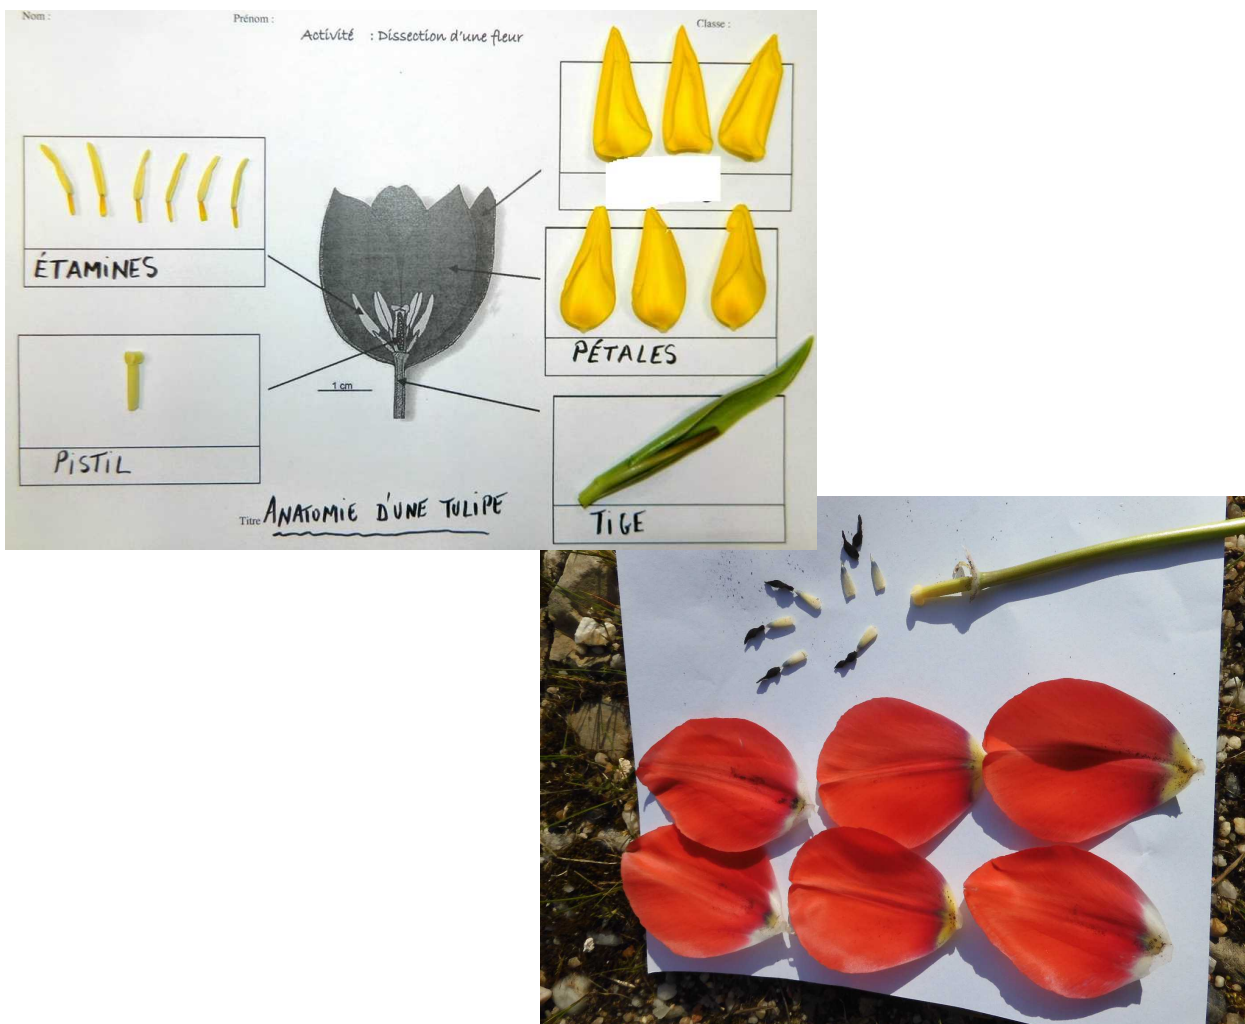 Nom :
Prénom :
Classe :
Activité : Dissection d'une fleur
ÉTAMINES
PÉTALES
1 cm
PISTIL
TIGE
Titre ANATOMIE D'UNE TULIPE